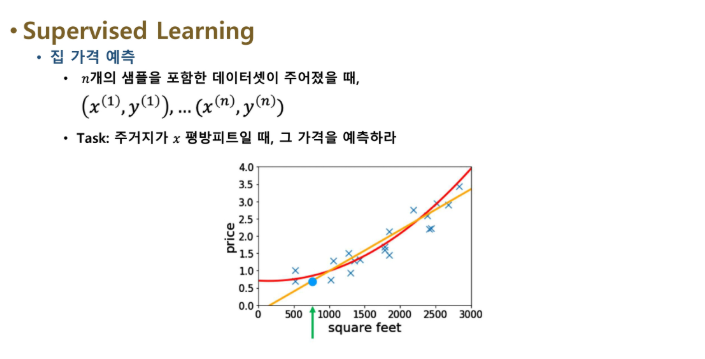 • Supervised Learning
• 집 가격 예측
• n개의 샘플을 포함한 데이터셋이 주어졌을 때,
(x⁽¹⁾, y⁽¹⁾), … (x⁽ⁿ⁾, y⁽ⁿ⁾)
• Task: 주거지가 x 평방피트일 때, 그 가격을 예측하라
4.0
3.5
3.0
2.5
2.0
1.5
1.0
0.5
0.0
price
0 500 1000 1500 2000 2500 3000
square feet